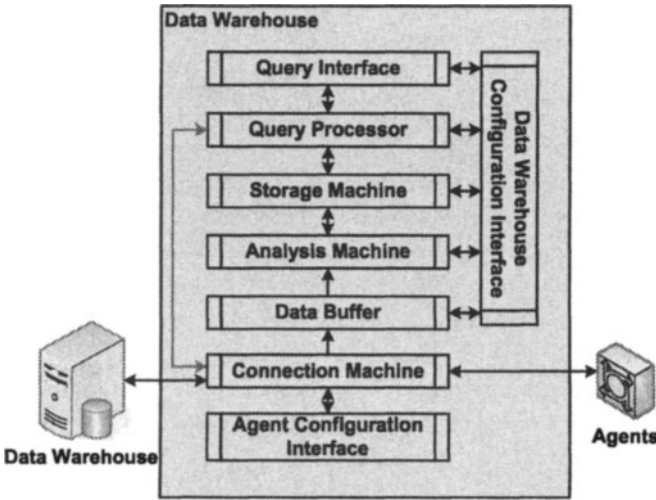 Data Warehouse
Query Interface
Query Processor
Storage Machine
Analysis Machine
Data Buffer
Connection Machine
Agent Configuration
Interface
Data Warehouse
Configuration Interface
Data Warehouse
Agents